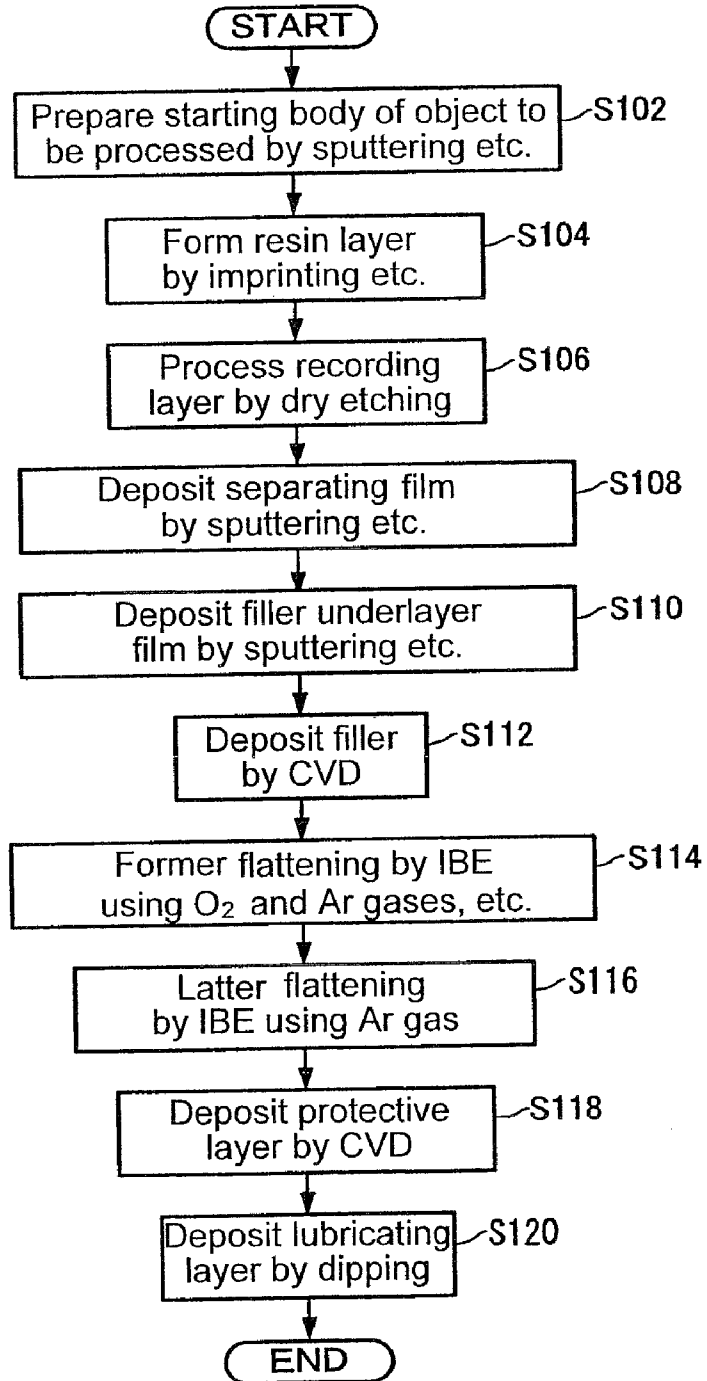 START
Prepare starting body of object to
be processed by sputtering etc.
S102
Form resin layer
by imprinting etc.
S104
Process recording
layer by dry etching
S106
Deposit separating film
by sputtering etc.
S108
Deposit filler underlayer
film by sputtering etc.
S110
Deposit filler
by CVD
S112
Former flattening by IBE
using O₂ and Ar gases, etc.
S114
Latter flattening
by IBE using Ar gas
S116
Deposit protective
layer by CVD
S118
Deposit lubricating
layer by dipping
S120
END